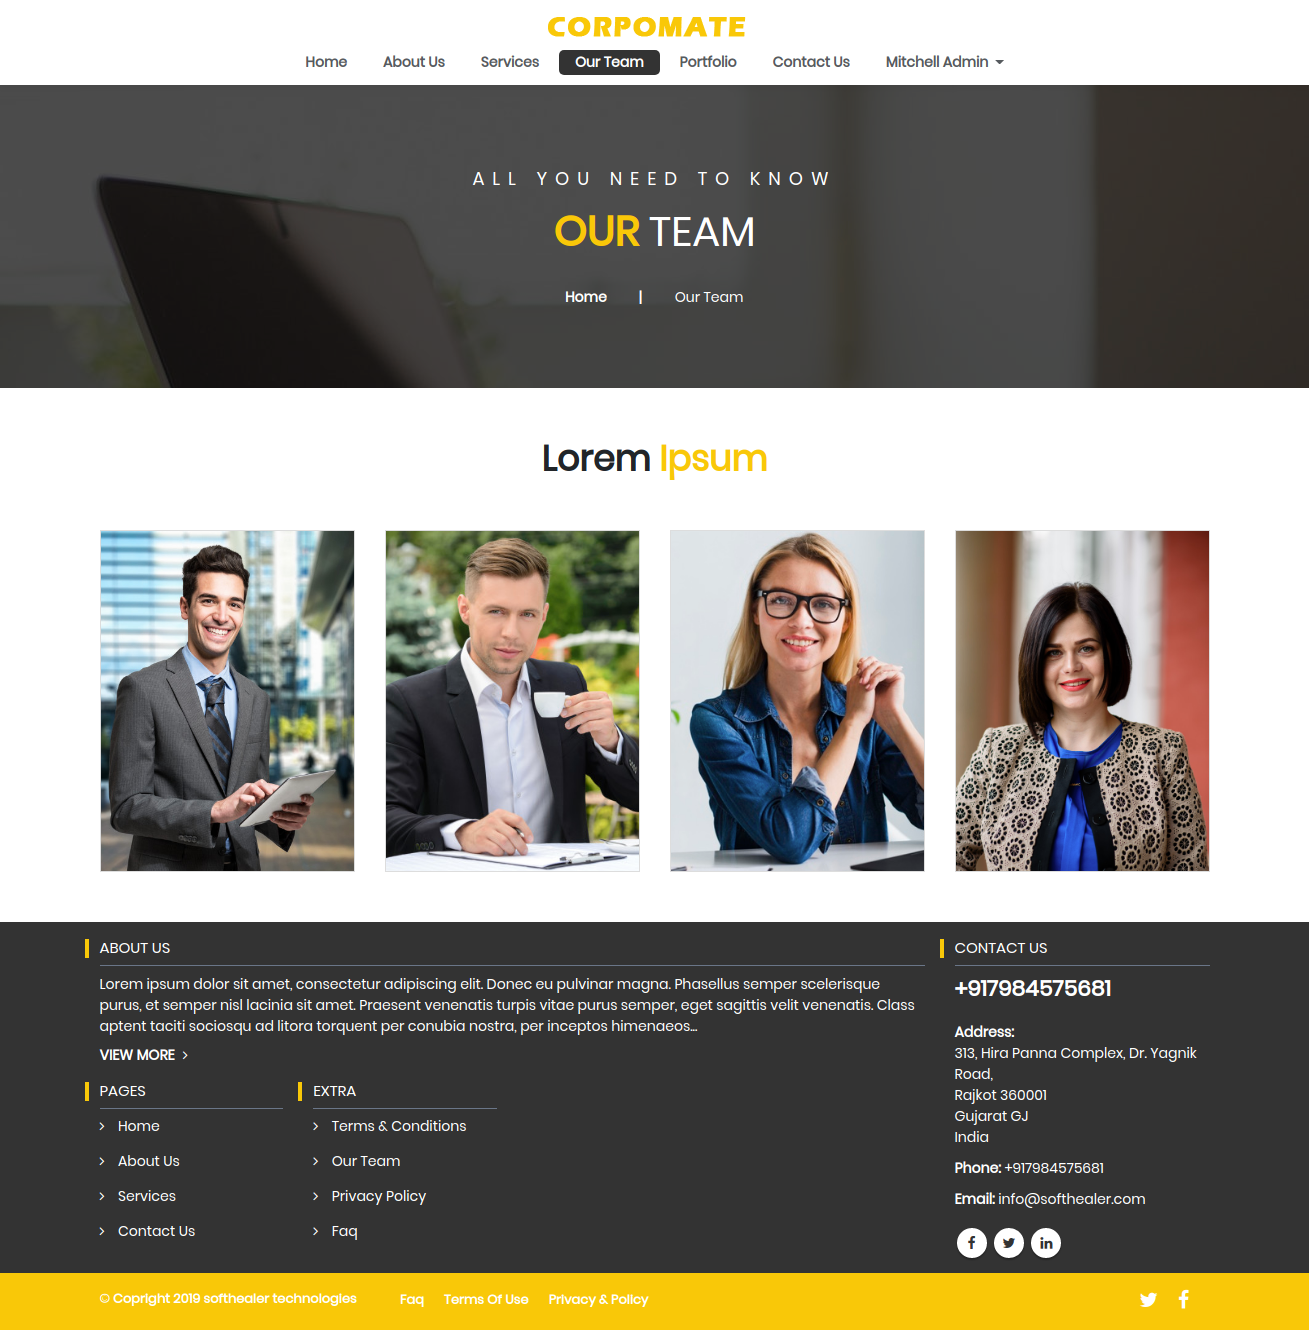 CORPOMATE
Home About Us Services Our Team Portfolio Contact Us Mitchell Admin
ALL YOU NEED TO KNOW
OUR TEAM
Home | Our Team
Lorem Ipsum
ABOUT US
Lorem ipsum dolor sit amet, consectetur adipiscing elit. Donec eu pulvinar magna. Phasellus semper scelerisque
purus, et semper nisl lacinia sit amet. Praesent venenatis turpis vitae purus semper, eget sagittis velit venenatis. Class
aptent taciti sociosqu ad litora torquent per conubia nostra, per inceptos himenaeos...
VIEW MORE
PAGES
Home
About Us
Services
Contact Us
EXTRA
Terms & Conditions
Our Team
Privacy Policy
Faq
CONTACT US
+917984575681
Address:
313, Hira Panna Complex, Dr. Yagnik
Road,
Rajkot 360001
Gujarat GJ
India
Phone: +917984575681
Email: info@softhealer.com
© Copright 2019 softhealer technologies Faq Terms Of Use Privacy & Policy